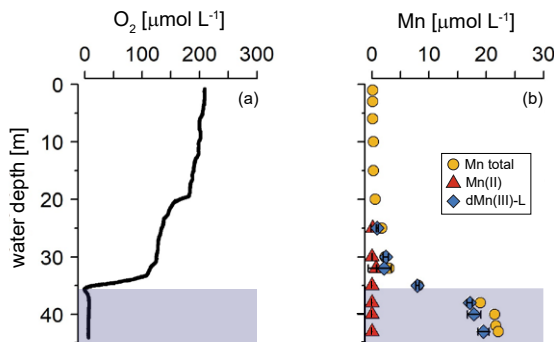 O₂ [µmol L⁻¹]
0 100 200 300
(a)
water depth [m]
0
10
20
30
40
Mn [µmol L⁻¹]
0 10 20 30
(b)
Mn total
Mn(II)
dMn(III)-L